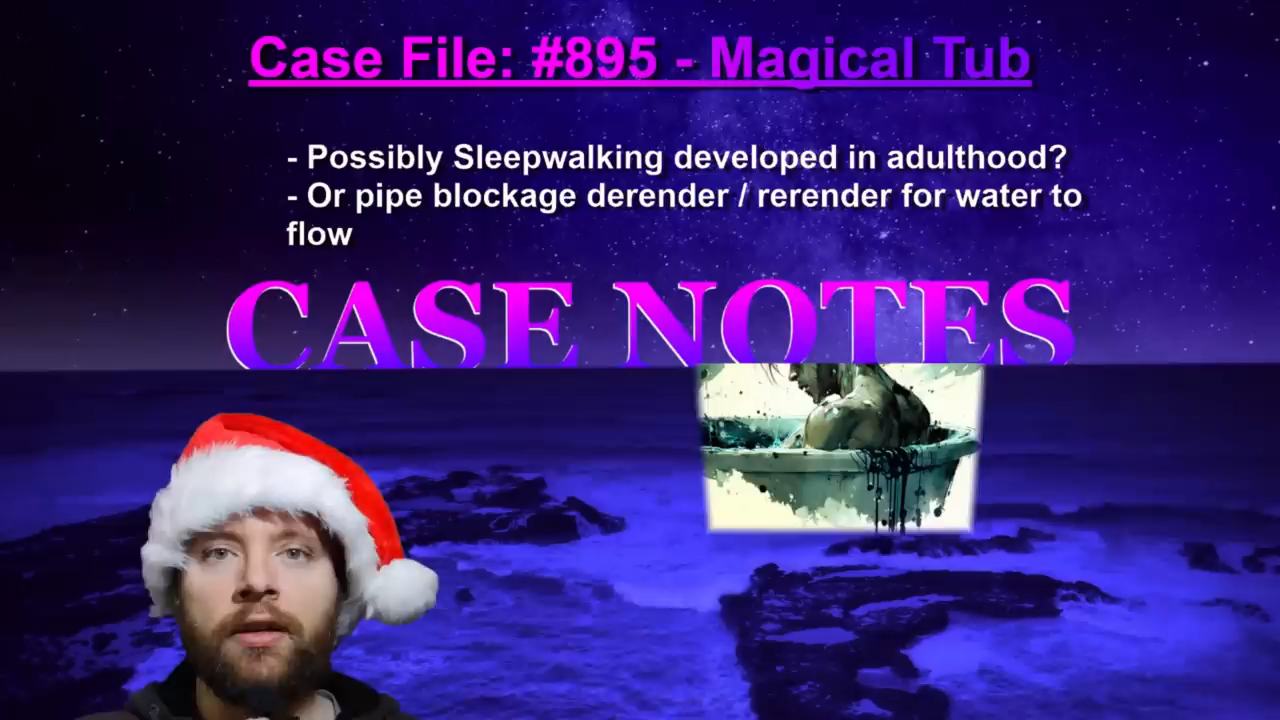 Case File: #895 - Magical Tub
- Possibly Sleepwalking developed in adulthood?
- Or pipe blockage derender / rerender for water to
flow
CASE NOTES